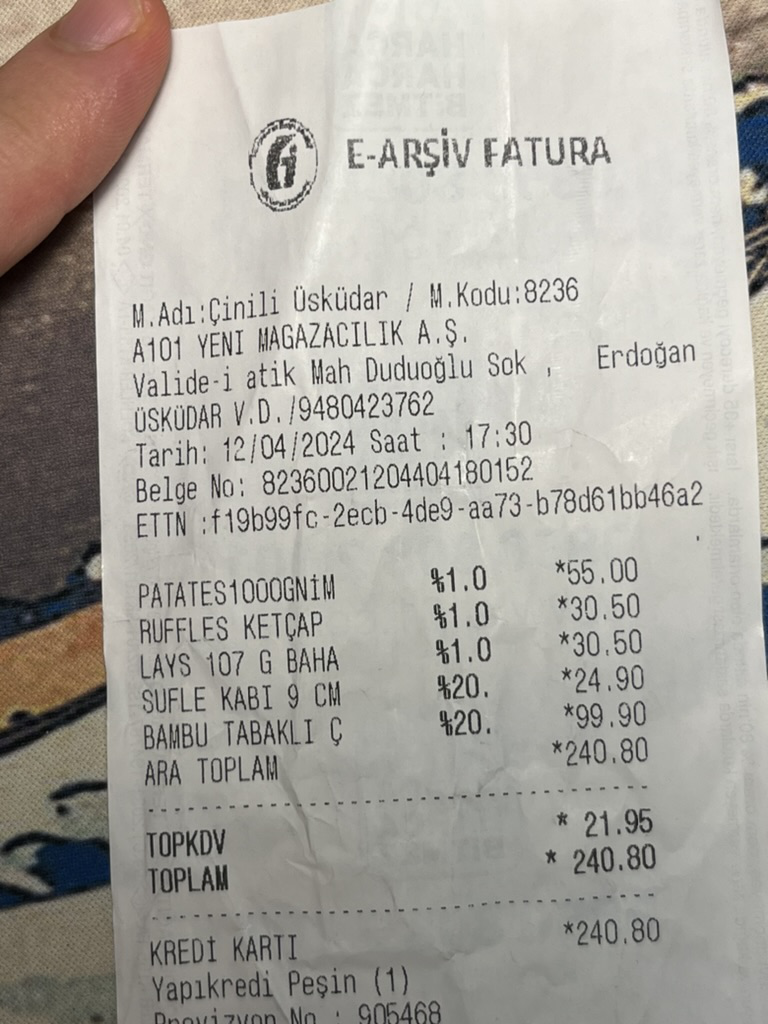 E-ARŞİV FATURA
M.Adı:Çinili Üsküdar / M.Kodu:8236
A101 YENİ MAGAZACILIK A.Ş.
Valide-i atik Mah Duduoğlu Sok , Erdoğan
ÜSKÜDAR V.D./9480423762
Tarih: 12/04/2024 Saat : 17:30
Belge No: 82360021204404180152
ETTN :f19b99fc-2ecb-4de9-aa73-b78d61bb46a2
PATATES1000GNİM %1.0 *55.00
RUFFLES KETÇAP %1.0 *30.50
LAYS 107 G BAHA %1.0 *30.50
SUFLE KABI 9 CM %20. *24.90
BAMBU TABAKLI Ç %20. *99.90
ARA TOPLAM *240.80
TOPKDV * 21.95
TOPLAM * 240.80
KREDİ KARTI *240.80
Yapıkredi Peşin (1)
Provizyon No : 905468